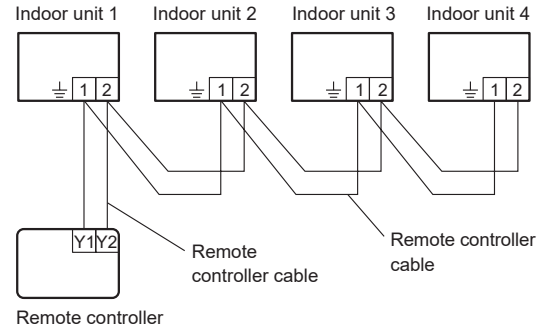 Indoor unit 1 Indoor unit 2 Indoor unit 3 Indoor unit 4
1 2 1 2 1 2 1 2
Y1 Y2
Remote
controller cable
Remote controller
cable
Remote controller